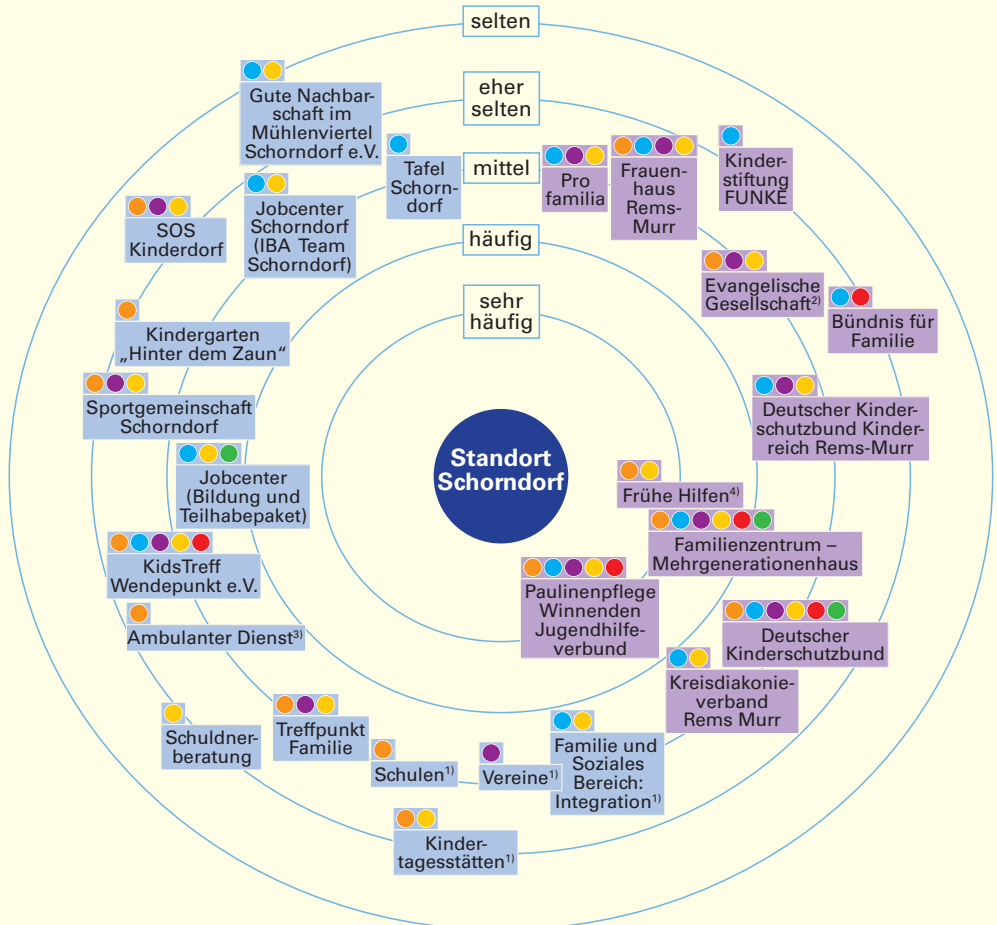 selten
eher
selten
mittel
häufig
sehr
häufig
Standort
Schorndorf
Gute Nachbar-
schaft im
Mühlenviertel
Schorndorf e.V.
Tafel
Schorn-
dorf
Jobcenter
Schorndorf
(IBA Team
Schorndorf)
SOS
Kinderdorf
Kindergarten
„Hinter dem Zaun“
Sportgemeinschaft
Schorndorf
Jobcenter
(Bildung und
Teilhabepaket)
KidsTreff
Wendepunkt e.V.
Ambulanter Dienst³⁾
Schuldner-
beratung
Treffpunkt
Familie
Schulen¹⁾
Vereine¹⁾
Familie und
Soziales
Bereich:
Integration¹⁾
Kinder-
tagesstätten¹⁾
Pro
familia
Frauen-
haus
Rems-
Murr
Kinder-
stiftung
FUNKE
Evangelische
Gesellschaft²⁾
Bündnis für
Familie
Deutscher Kinder-
schutzbund Kinder-
reich Rems-Murr
Frühe Hilfen⁴⁾
Familienzentrum –
Mehrgenerationenhaus
Paulinenpflege
Winnenden
Jugendhilfe-
verbund
Deutscher
Kinderschutzbund
Kreisdiakonie-
verband
Rems Murr